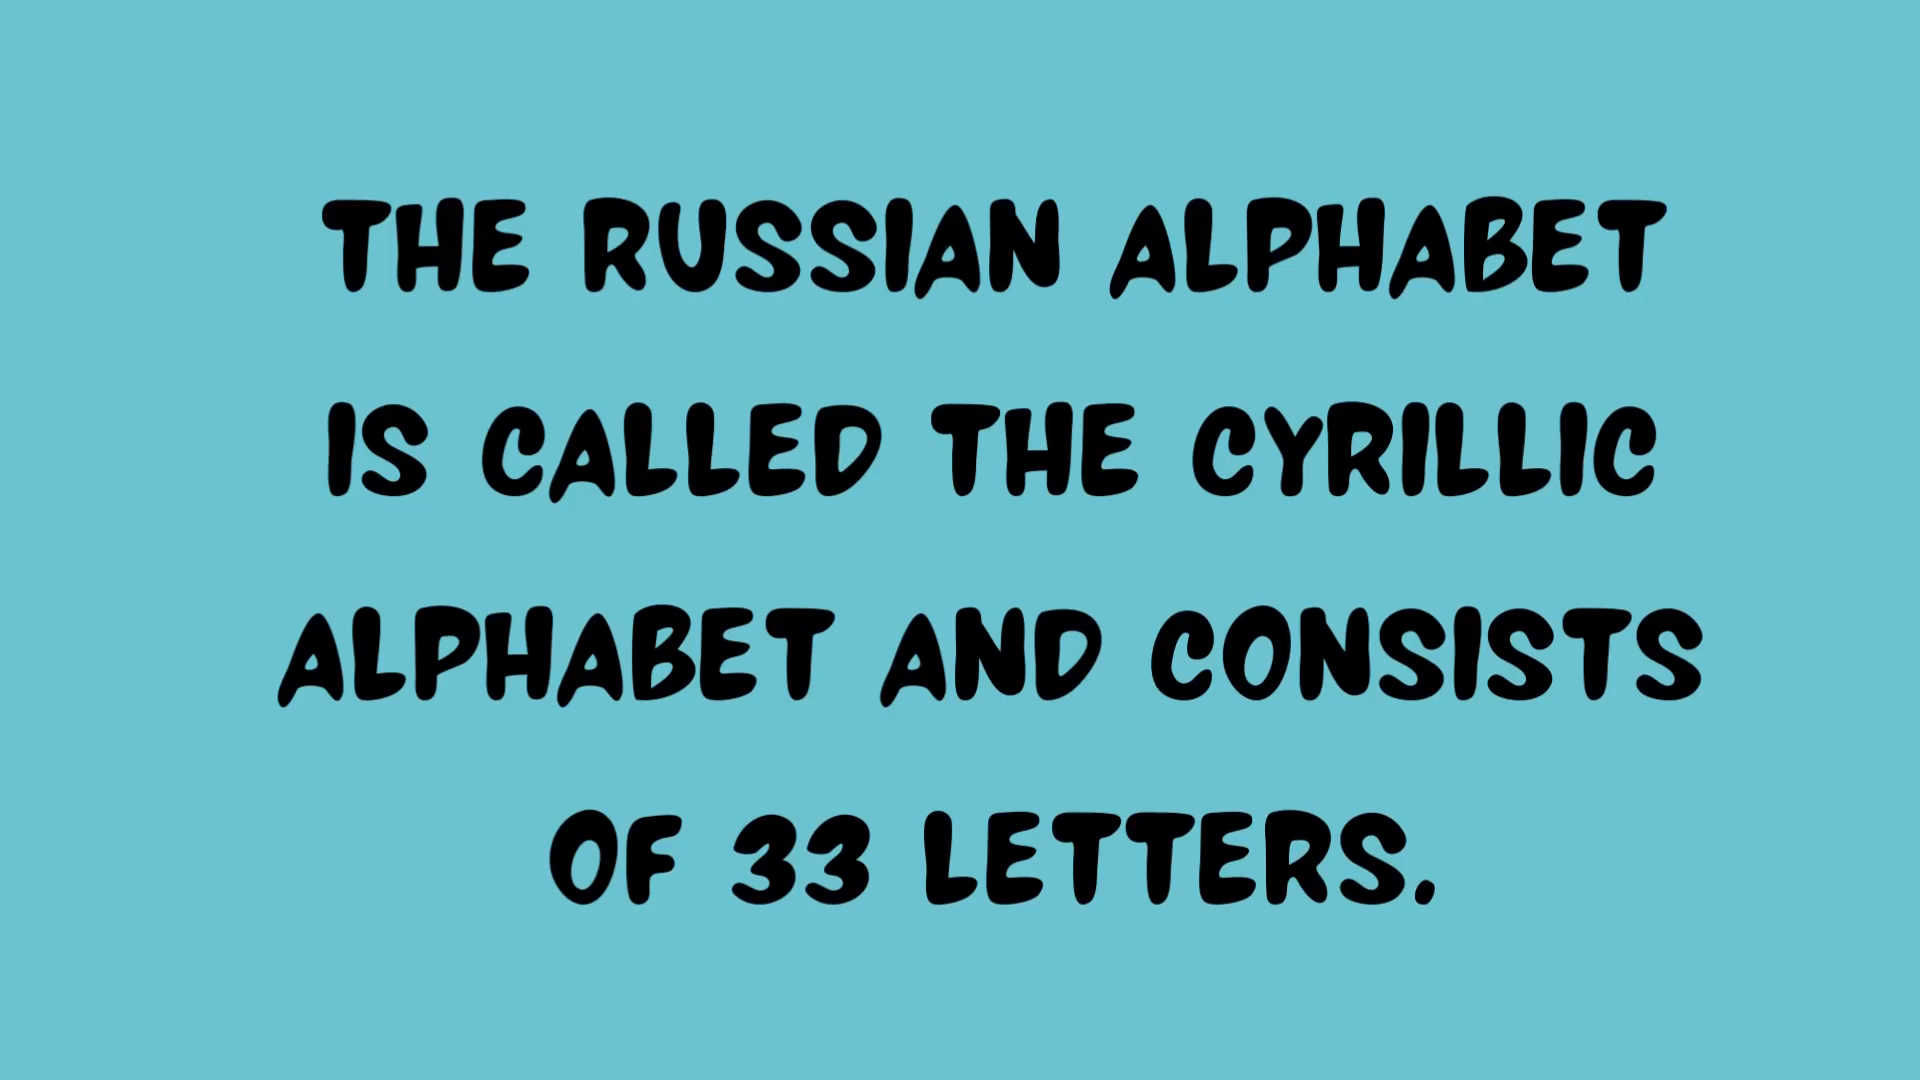 THE RUSSIAN ALPHABET
IS CALLED THE CYRILLIC
ALPHABET AND CONSISTS
OF 33 LETTERS.